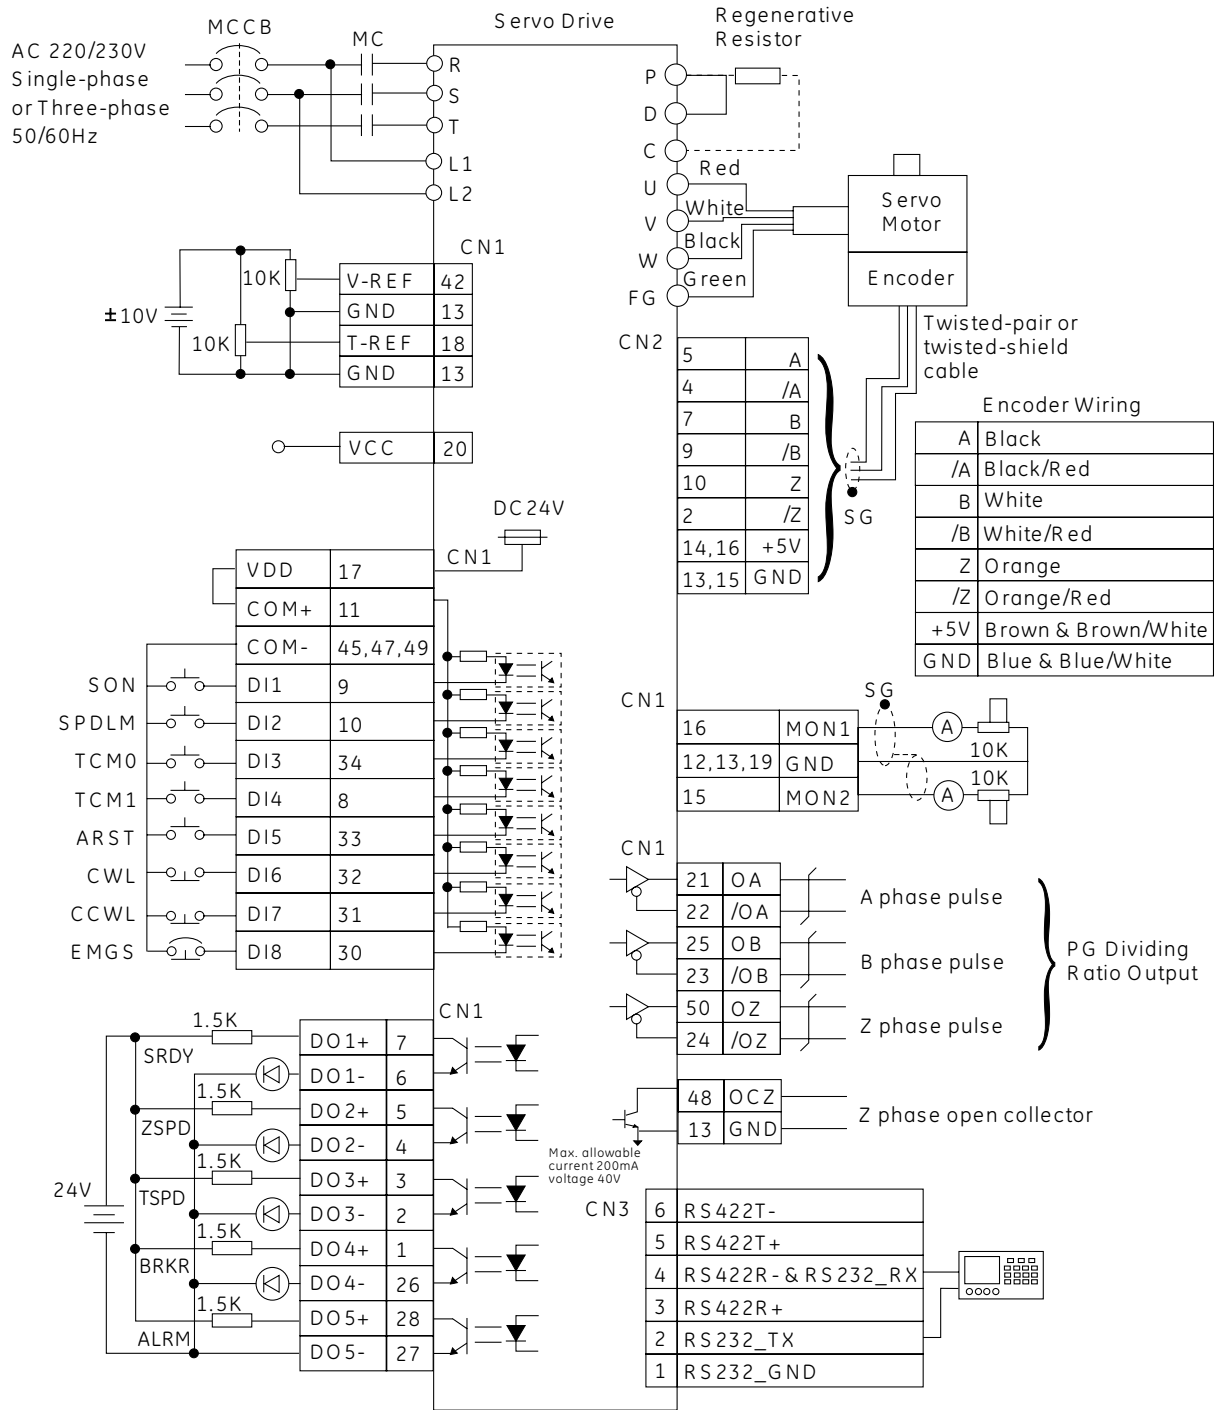 Servo Drive
Regenerative
Resistor
MCCB
MC
AC 220/230V
Single-phase
or Three-phase
50/60Hz
R
S
T
L1
L2
P
D
C
U
V
W
FG
Red
White
Black
Green
Servo
Motor
Encoder
CN1
±10V
10K
10K
V-REF 42
GND 13
T-REF 18
GND 13
VCC 20
CN2
5 A
4 /A
7 B
9 /B
10 Z
2 /Z
14,16 +5V
13,15 GND
SG
Twisted-pair or
twisted-shield
cable
Encoder Wiring
A Black
/A Black/Red
B White
/B White/Red
Z Orange
/Z Orange/Red
+5V Brown & Brown/White
GND Blue & Blue/White
DC 24V
CN1
VDD 17
COM+ 11
COM- 45,47,49
SON DI1 9
SPDLM DI2 10
TCM0 DI3 34
TCM1 DI4 8
ARST DI5 33
CWL DI6 32
CCWL DI7 31
EMGS DI8 30
CN1
SG
16 MON1
12,13,19 GND
15 MON2
A
10K
10K
A
CN1
21 OA
22 /OA
A phase pulse
25 OB
23 /OB
B phase pulse
50 OZ
24 /OZ
Z phase pulse
PG Dividing
Ratio Output
48 OCZ
13 GND
Z phase open collector
Max. allowable
current 200mA
voltage 40V
CN1
24V
1.5K
SRDY
DO1+ 7
DO1- 6
1.5K
ZSPD
DO2+ 5
DO2- 4
1.5K
TSPD
DO3+ 3
DO3- 2
1.5K
BRKR
DO4+ 1
DO4- 26
1.5K
ALRM
DO5+ 28
DO5- 27
CN3
6 RS422T-
5 RS422T+
4 RS422R-& RS232_RX
3 RS422R+
2 RS232_TX
1 RS232_GND